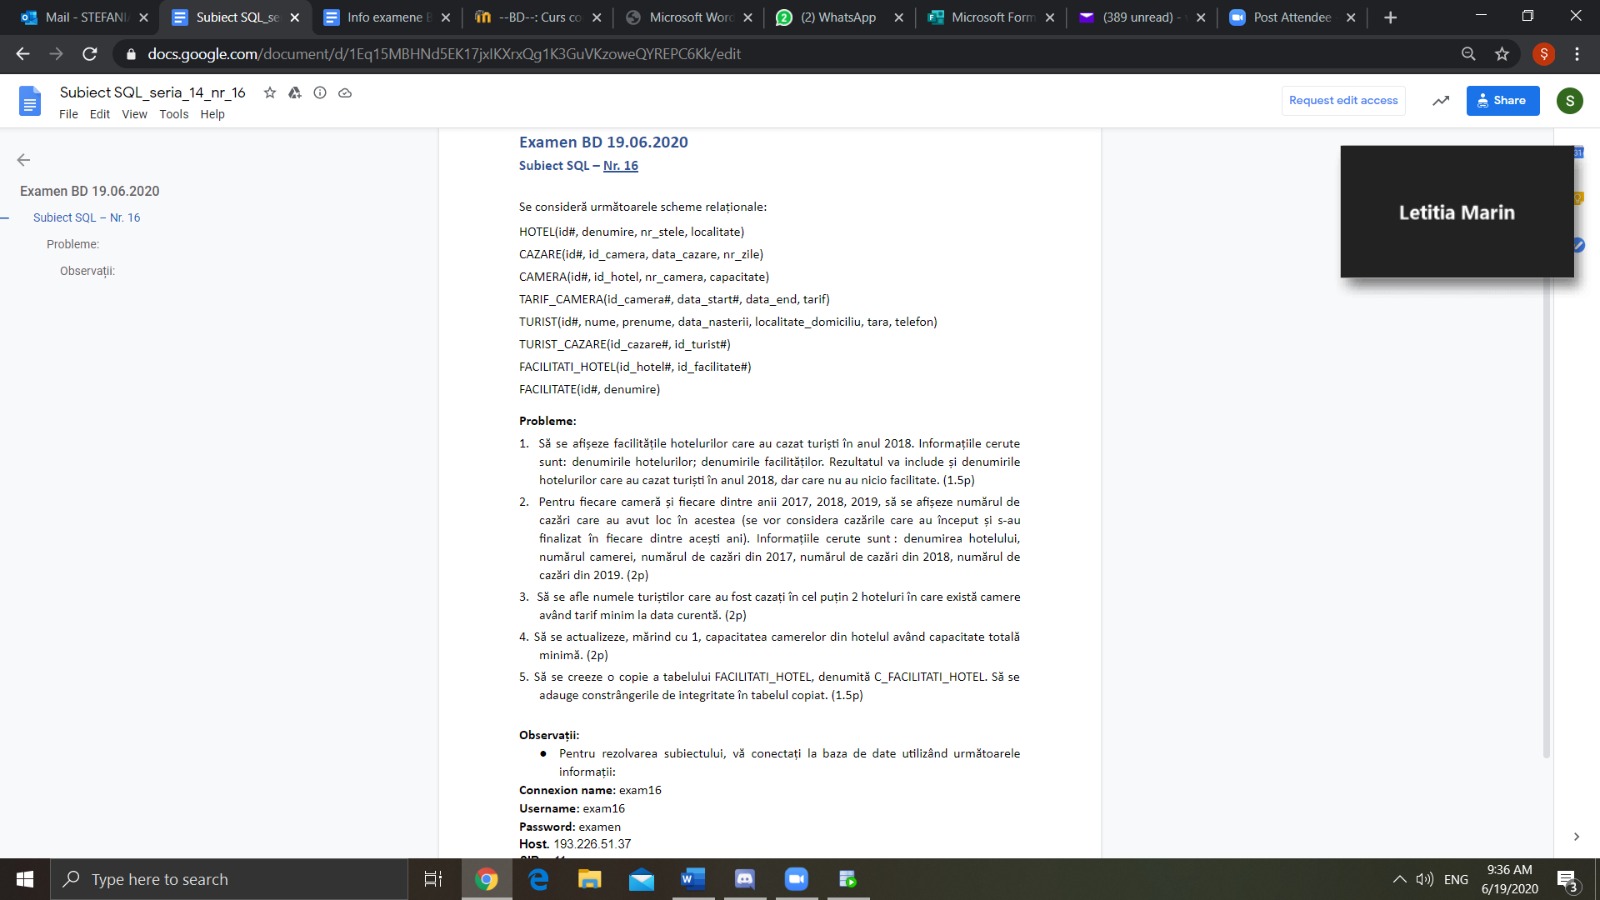 Mail - STEFANI
Subiect SQL_se
Info examene
--BD--: Curs co
Microsoft Word
(2) WhatsApp
Microsoft Form
(389 unread) -
Post Attendee
docs.google.com/document/d/1Eq15MBHNd5EK17jxIKXrxQg1K3GuVKzoweQYREPC6Kk/edit
Ș
Subiect SQL_seria_14_nr_16
File Edit View Tools Help
Request edit access
Share
S
Examen BD 19.06.2020
Subiect SQL – Nr. 16
Probleme:
Observații:
Letitia Marin
Examen BD 19.06.2020
Subiect SQL – Nr. 16
Se consideră următoarele scheme relaționale:
HOTEL(id#, denumire, nr_stele, localitate)
CAZARE(id#, id_camera, data_cazare, nr_zile)
CAMERA(id#, id_hotel, nr_camera, capacitate)
TARIF_CAMERA(id_camera#, data_start#, data_end, tarif)
TURIST(id#, nume, prenume, data_nasterii, localitate_domiciliu, tara, telefon)
TURIST_CAZARE(id_cazare#, id_turist#)
FACILITATI_HOTEL(id_hotel#, id_facilitate#)
FACILITATE(id#, denumire)
Probleme:
1. Să se afișeze facilitățile hotelurilor care au cazat turiști în anul 2018. Informațiile cerute
sunt: denumirile hotelurilor; denumirile facilităților. Rezultatul va include și denumirile
hotelurilor care au cazat turiști în anul 2018, dar care nu au nicio facilitate. (1.5p)
2. Pentru fiecare cameră și fiecare dintre anii 2017, 2018, 2019, să se afișeze numărul de
cazări care au avut loc în acestea (se vor considera cazările care au început și s-au
finalizat în fiecare dintre acești ani). Informațiile cerute sunt : denumirea hotelului,
numărul camerei, numărul de cazări din 2017, numărul de cazări din 2018, numărul de
cazări din 2019. (2p)
3. Să se afle numele turiștilor care au fost cazați în cel puțin 2 hoteluri în care există camere
având tarif minim la data curentă. (2p)
4. Să se actualizeze, mărind cu 1, capacitatea camerelor din hotelul având capacitate totală
minimă. (2p)
5. Să se creeze o copie a tabelului FACILITATI_HOTEL, denumită C_FACILITATI_HOTEL. Să se
adauge constrângerile de integritate în tabelul copiat. (1.5p)
Observații:
● Pentru rezolvarea subiectului, vă conectați la baza de date utilizând următoarele
informații:
Connexion name: exam16
Username: exam16
Password: examen
Host. 193.226.51.37
Type here to search
ENG
9:36 AM
6/19/2020
3